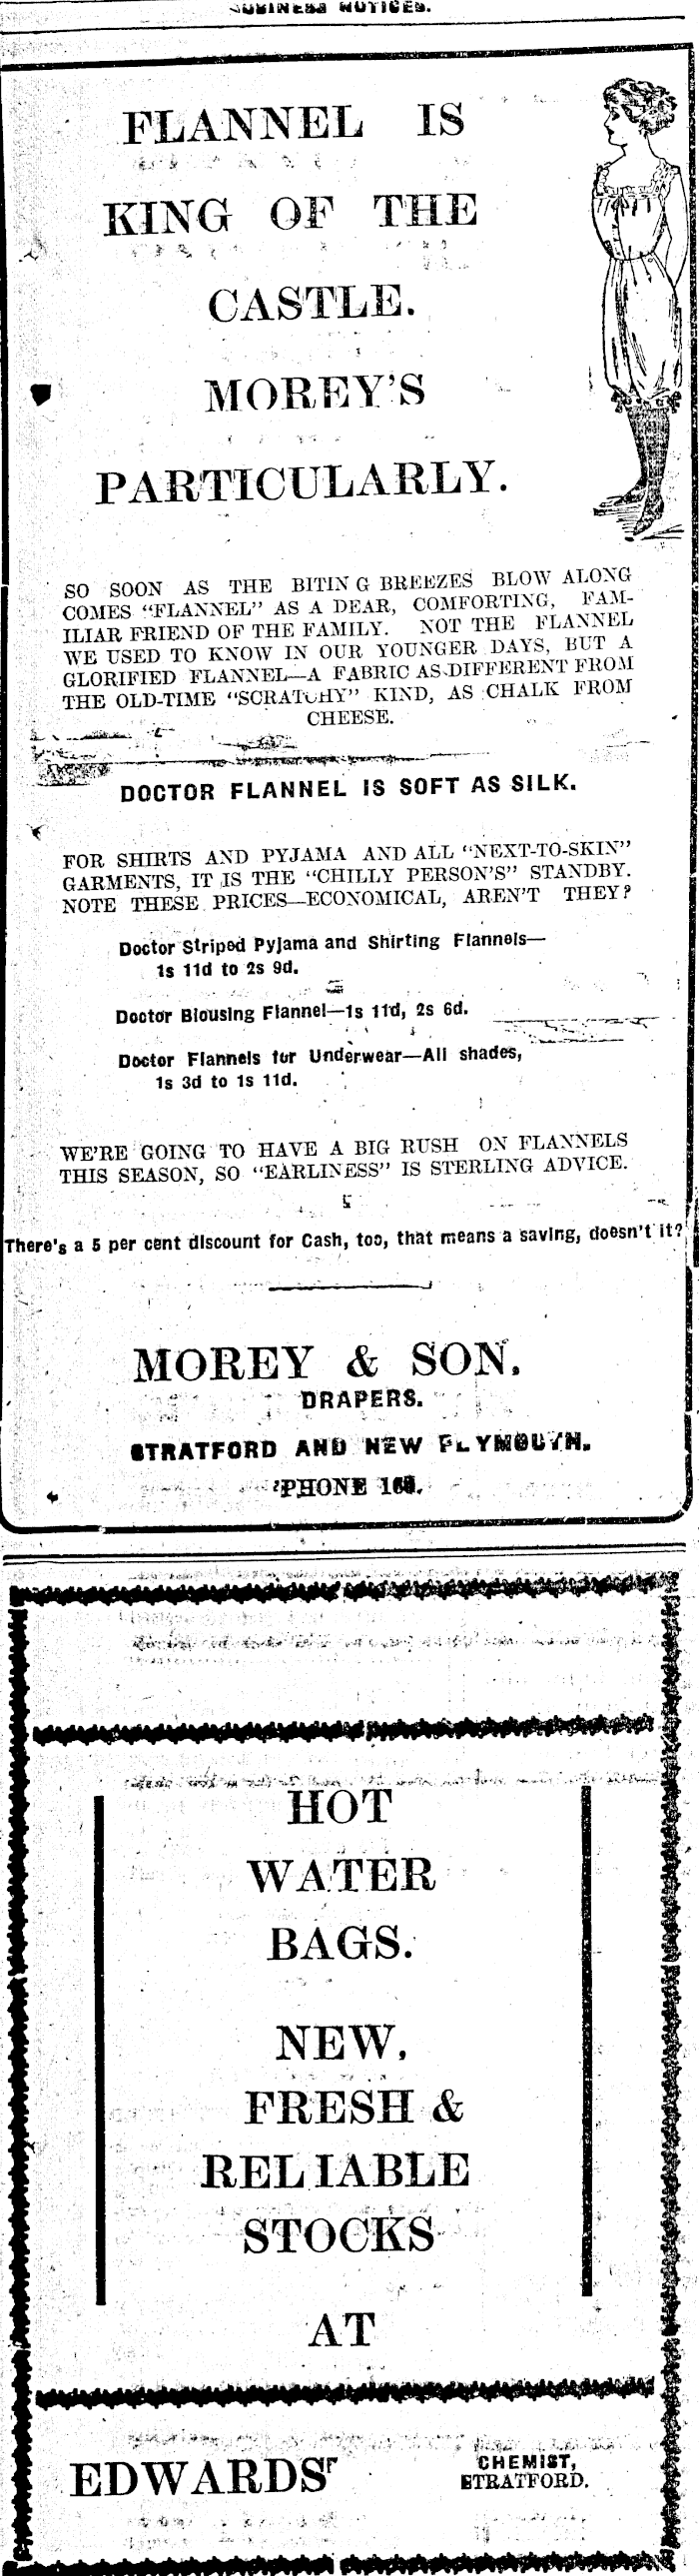 BUSINESS NOTICES.
FLANNEL IS
KING OF THE
CASTLE.
MOREY'S
PARTICULARLY.
SO SOON AS THE BITING BREEZES BLOW ALONG
COMES "FLANNEL" AS A DEAR, COMFORTING, FAM-
ILIAR FRIEND OF THE FAMILY. NOT THE FLANNEL
WE USED TO KNOW IN OUR YOUNGER DAYS, BUT A
GLORIFIED FLANNEL—A FABRIC AS DIFFERENT FROM
THE OLD-TIME "SCRATCHY" KIND, AS CHALK FROM
CHEESE.
DOCTOR FLANNEL IS SOFT AS SILK.
FOR SHIRTS AND PYJAMA AND ALL "NEXT-TO-SKIN"
GARMENTS, IT IS THE "CHILLY PERSON'S" STANDBY.
NOTE THESE PRICES—ECONOMICAL, AREN'T THEY?
Doctor Striped Pyjama and Shirting Flannels—
1s 11d to 2s 9d.
Doctor Blousing Flannel—1s 11d, 2s 6d.
Doctor Flannels for Underwear—All shades,
1s 3d to 1s 11d.
WE'RE GOING TO HAVE A BIG RUSH ON FLANNELS
THIS SEASON, SO "EARLINESS" IS STERLING ADVICE.
There's a 5 per cent discount for Cash, too, that means a saving, doesn't it?
MOREY & SON.
DRAPERS.
STRATFORD AND NEW PLYMOUTH.
'PHONE
HOT
WATER
BAGS.
NEW,
FRESH &
RELIABLE
STOCKS
AT
EDWARDS'
CHEMIST,
STRATFORD.